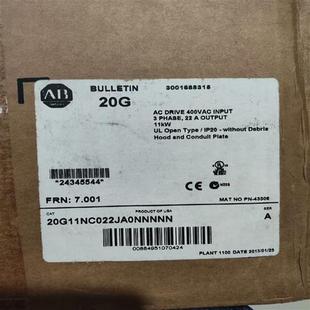 AB
BULLETIN
20G
3001688318
AC DRIVE 400VAC INPUT
3 PHASE, 22 A OUTPUT
11kW
UL Open Type / IP20 - without Debris
Hood and Conduit Plate
*24345544*
FRN: 7.001
MAT NO PN-43306
CAT
PRODUCT OF USA
SER
20G11NC022JA0NNNNN
A
00884951070424
PLANT 1100 DATE 2013/01/25